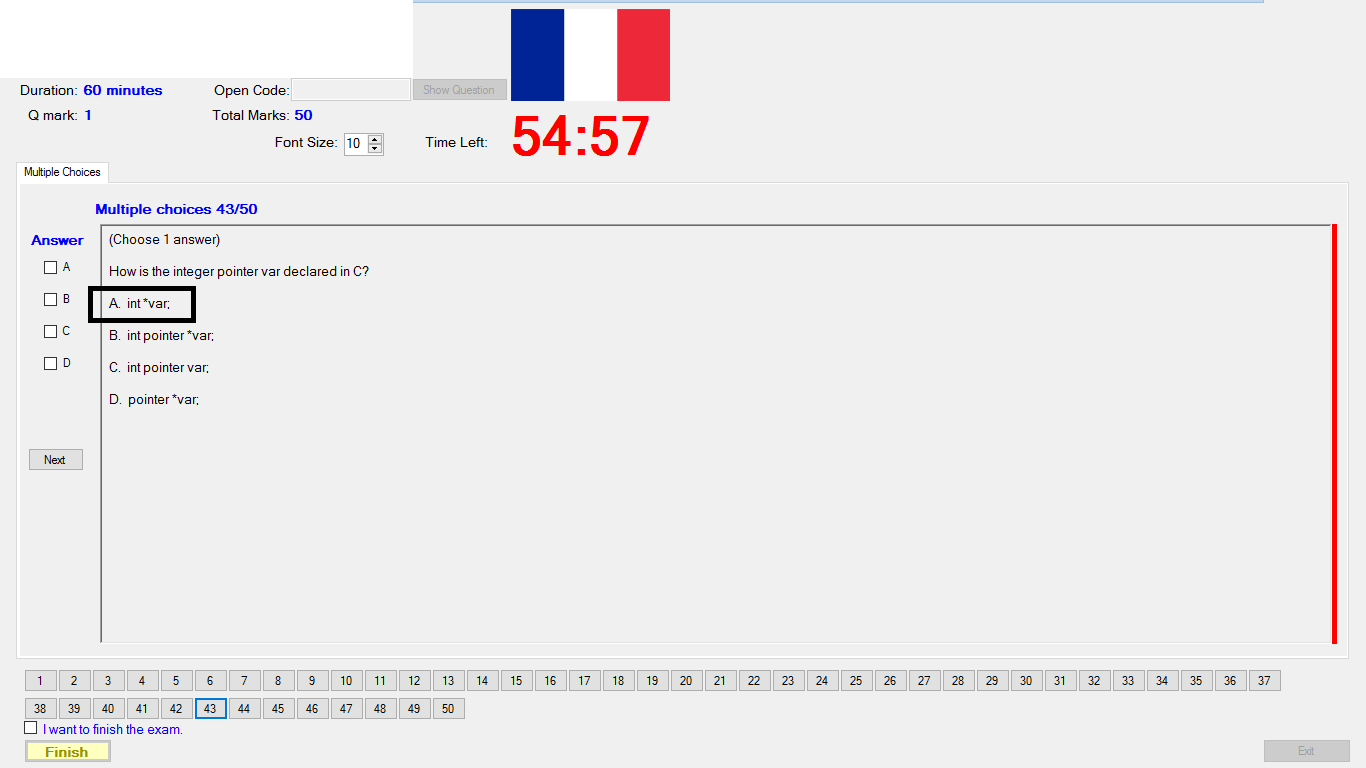 Duration: 60 minutes Open Code: Show Question
Q mark: 1 Total Marks: 50
Font Size: 10 Time Left: 54:57
Multiple Choices
Multiple choices 43/50
Answer
(Choose 1 answer)
A
How is the integer pointer var declared in C?
B
A. int *var;
C
B. int pointer *var;
D
C. int pointer var;
D. pointer *var;
Next
1 2 3 4 5 6 7 8 9 10 11 12 13 14 15 16 17 18 19 20 21 22 23 24 25 26 27 28 29 30 31 32 33 34 35 36 37
38 39 40 41 42 43 44 45 46 47 48 49 50
I want to finish the exam.
Finish Exit